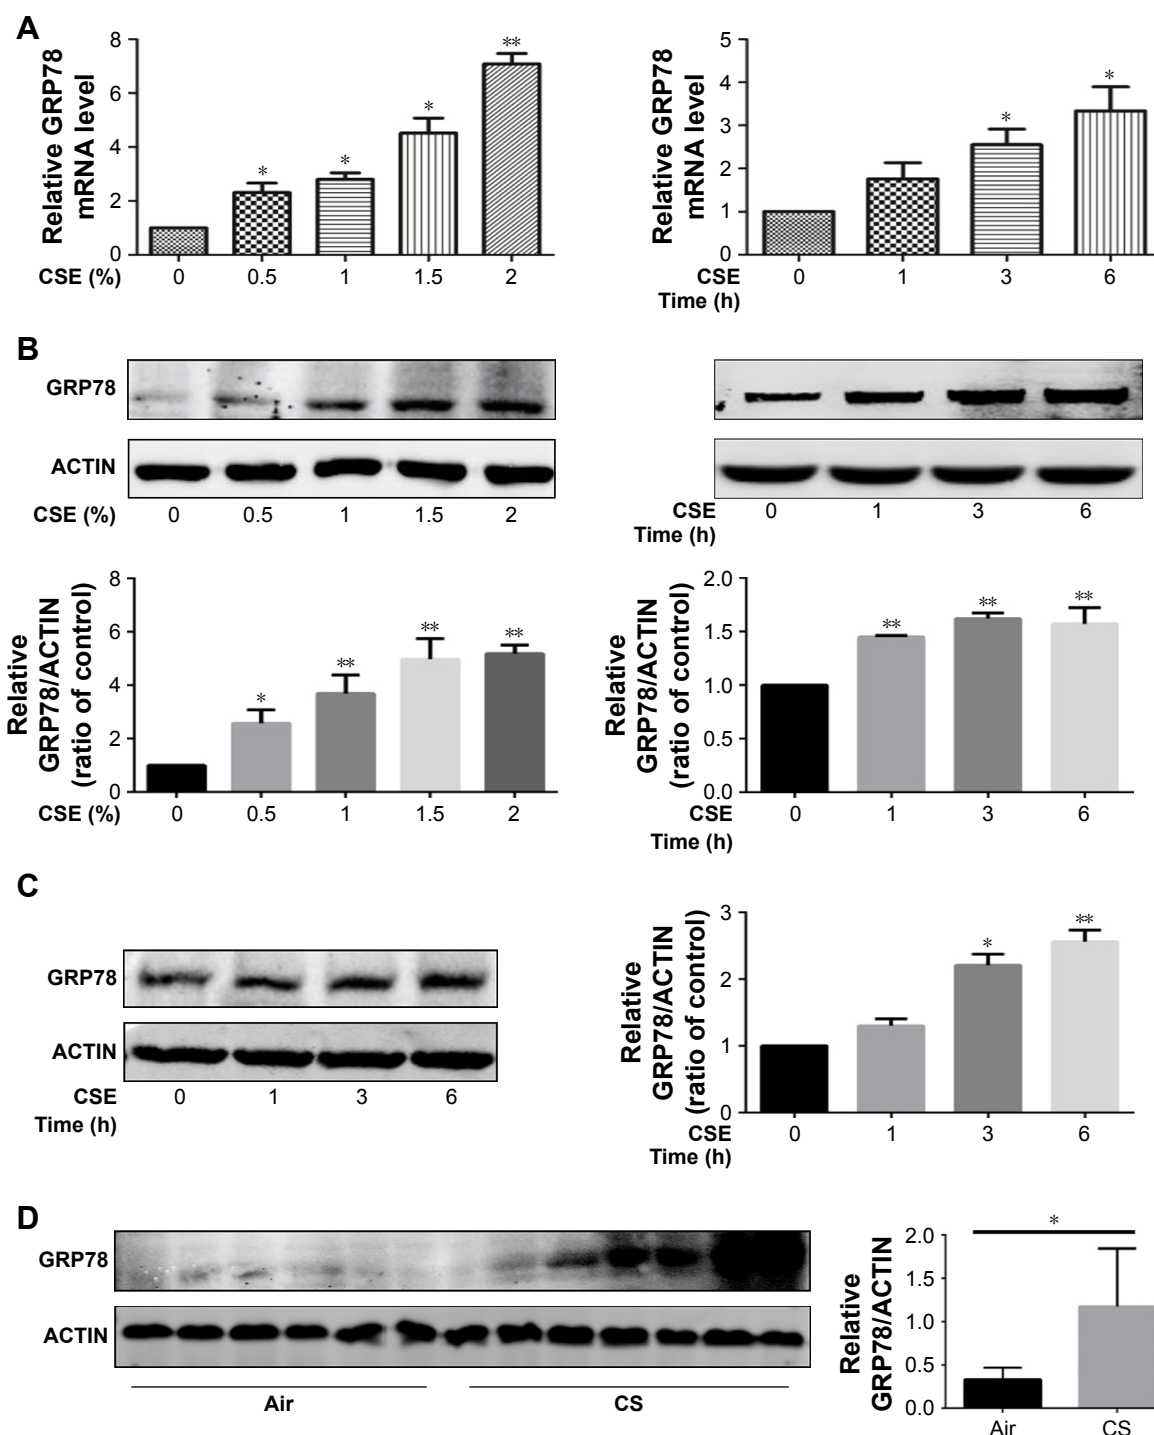 A
Relative GRP78
mRNA level
8
6
4
2
0
*
*
*
**
CSE (%)
0
0.5
1
1.5
2
Relative GRP78
mRNA level
5
4
3
2
1
0
*
*
CSE
0
1
3
6
Time (h)
B
GRP78
ACTIN
CSE (%)
0
0.5
1
1.5
2
CSE
0
1
3
6
Time (h)
Relative
GRP78/ACTIN
(ratio of control)
8
6
4
2
0
*
**
**
**
CSE (%)
0
0.5
1
1.5
2
Relative
GRP78/ACTIN
(ratio of control)
2.0
1.5
1.0
0.5
0.0
**
**
**
CSE
0
1
3
6
Time (h)
C
GRP78
ACTIN
CSE
0
1
3
6
Time (h)
Relative
GRP78/ACTIN
(ratio of control)
3
2
1
0
*
**
CSE
0
1
3
6
Time (h)
D
GRP78
ACTIN
Air
CS
Relative
GRP78/ACTIN
2.0
1.5
1.0
0.5
0.0
*
Air
CS